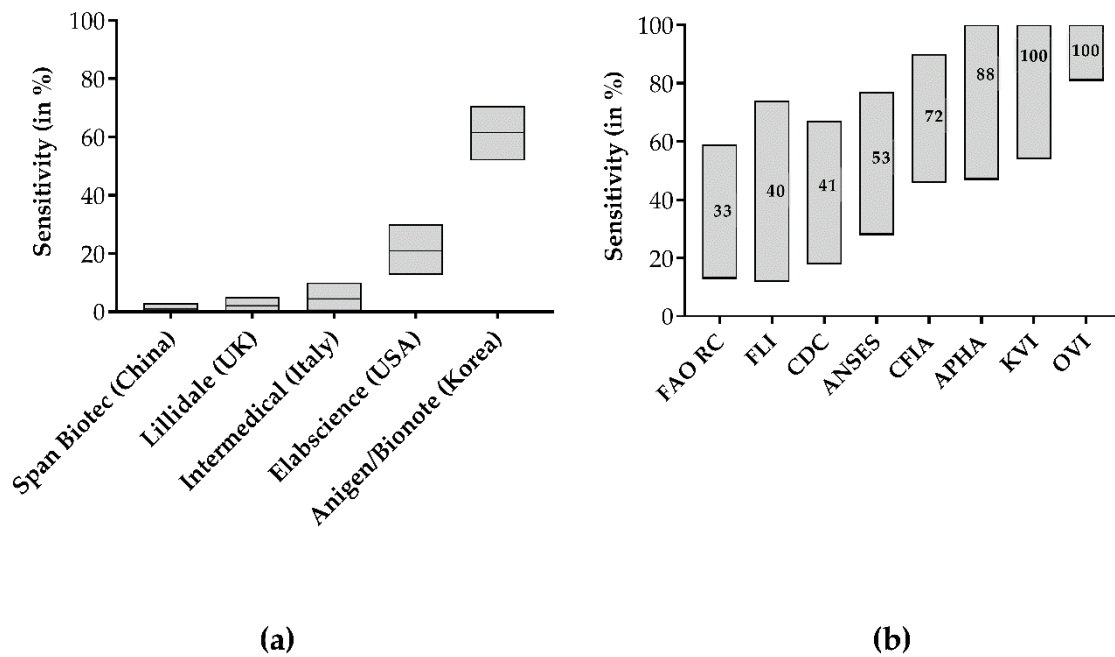 Sensitivity (in %)
100
80
60
40
20
0
Span Biotec (China)
Lillidale (UK)
Intermedical (Italy)
Elabscience (USA)
Anigen/Bionote (Korea)
(a)
Sensitivity (in %)
100
80
60
40
20
0
33
40
41
53
72
88
100
100
FAO RC
FLI
CDC
ANSES
CFIA
APHA
KVI
OVI
(b)